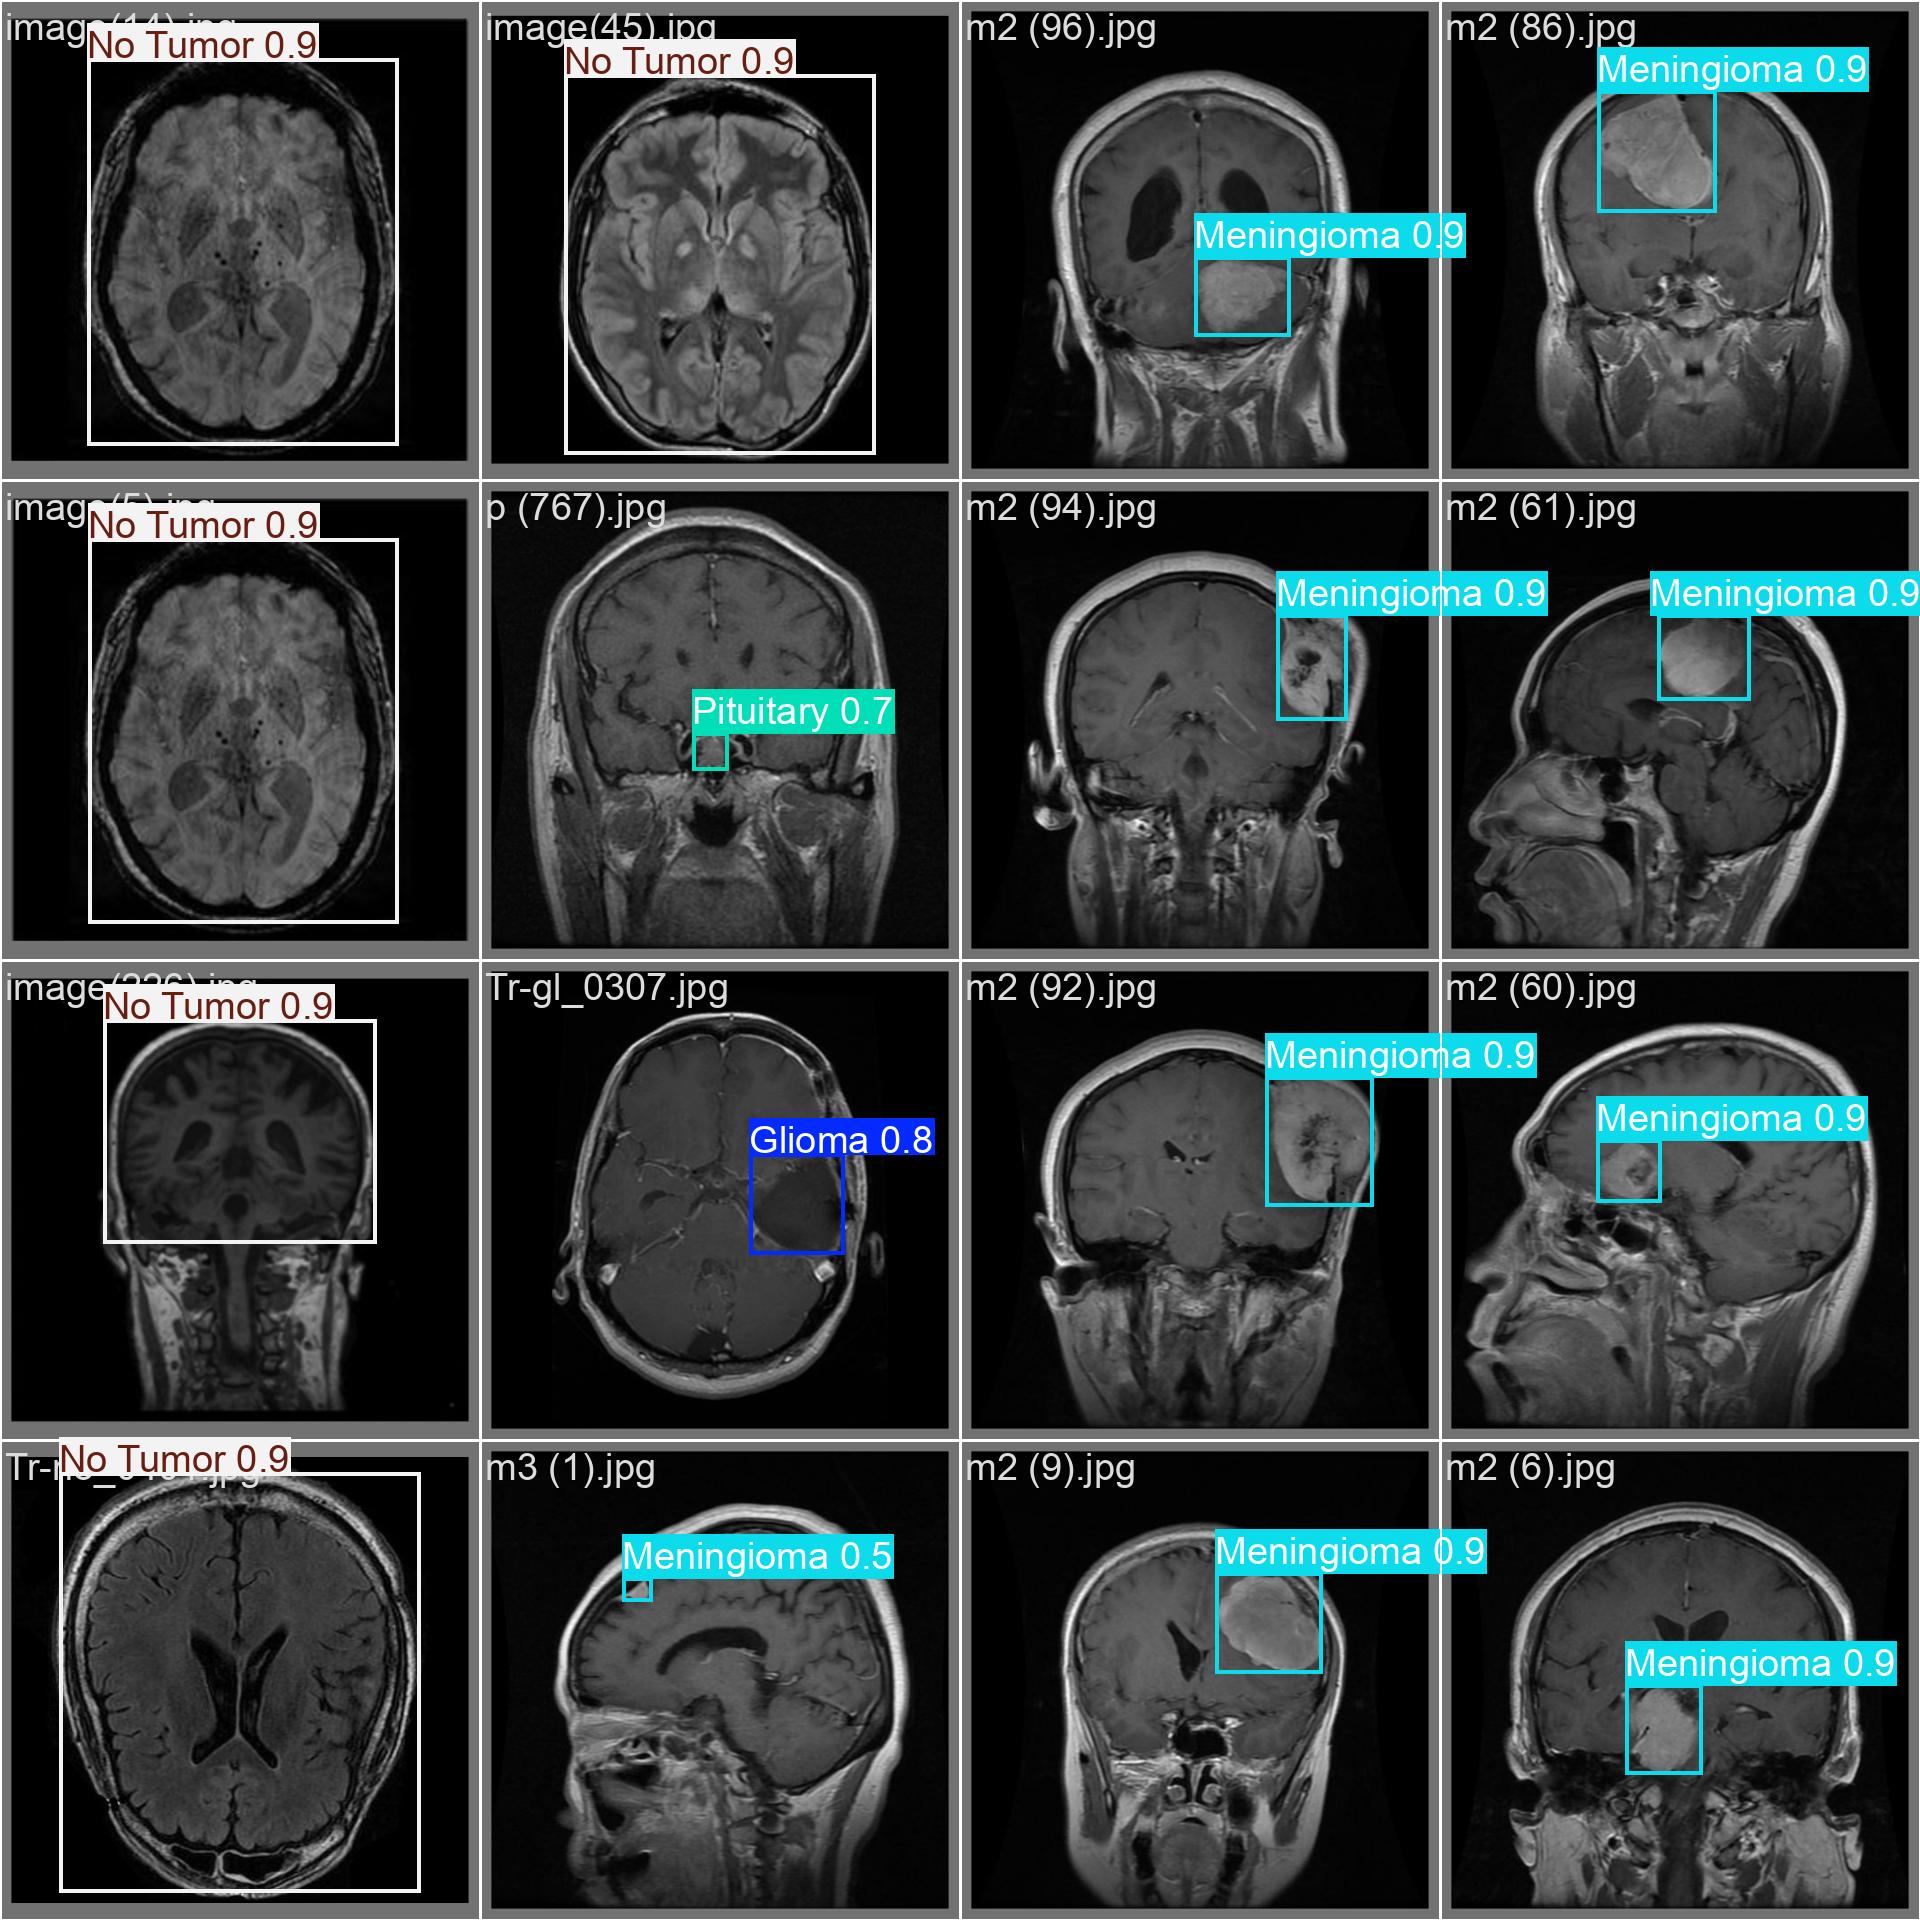 image(14).jpg
No Tumor 0.9
image(45).jpg
No Tumor 0.9
m2 (96).jpg
Meningioma 0.9
m2 (86).jpg
Meningioma 0.9
No Tumor 0.9
p (767).jpg
Pituitary 0.7
m2 (94).jpg
Meningioma 0.9
m2 (61).jpg
Meningioma 0.9
No Tumor 0.9
Tr-gl_0307.jpg
Glioma 0.8
m2 (92).jpg
Meningioma 0.9
m2 (60).jpg
Meningioma 0.9
No Tumor 0.9
m3 (1).jpg
Meningioma 0.5
m2 (9).jpg
Meningioma 0.9
m2 (6).jpg
Meningioma 0.9